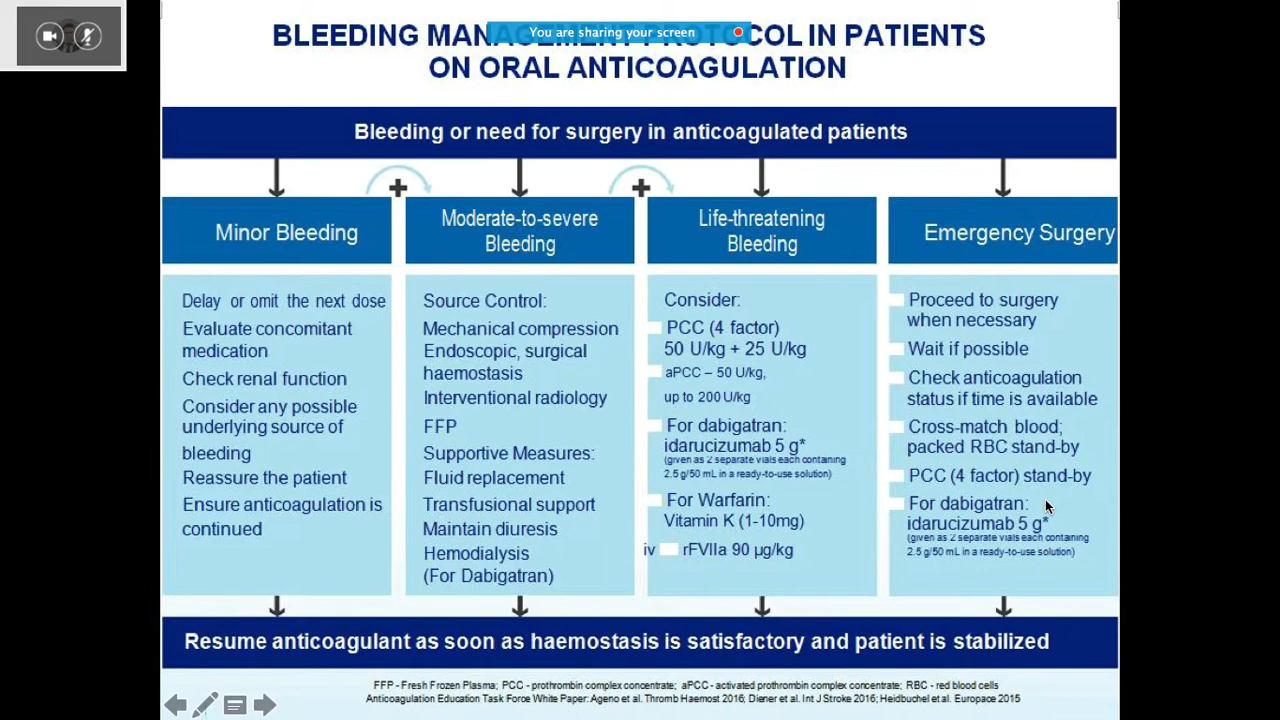 BLEEDING MANAGEMENT PROTOCOL IN PATIENTS
You are sharing your screen
ON ORAL ANTICOAGULATION
Bleeding or need for surgery in anticoagulated patients
+
+
Minor Bleeding
Delay or omit the next dose
Evaluate concomitant
medication
Check renal function
Consider any possible
underlying source of
bleeding
Reassure the patient
Ensure anticoagulation is
continued
Moderate-to-severe
Bleeding
Source Control:
Mechanical compression
Endoscopic, surgical
haemostasis
Interventional radiology
FFP
Supportive Measures:
Fluid replacement
Transfusional support
Maintain diuresis
Hemodialysis
(For Dabigatran)
Life-threatening
Bleeding
Consider:
PCC (4 factor)
50 U/kg + 25 U/kg
aPCC – 50 U/kg,
up to 200 U/kg
For dabigatran:
idarucizumab 5 g*
(given as 2 separate vials each containing
2.5 g/50 mL in a ready-to-use solution)
For Warfarin:
Vitamin K (1-10mg)
iv rFVIIa 90 µg/kg
Emergency Surgery
Proceed to surgery
when necessary
Wait if possible
Check anticoagulation
status if time is available
Cross-match blood;
packed RBC stand-by
PCC (4 factor) stand-by
For dabigatran:
idarucizumab 5 g*
(given as 2 separate vials each containing
2.5 g/50 mL in a ready-to-use solution)
Resume anticoagulant as soon as haemostasis is satisfactory and patient is stabilized
FFP - Fresh Frozen Plasma; PCC - prothrombin complex concentrate; aPCC - activated prothrombin complex concentrate; RBC - red blood cells
Anticoagulation Education Task Force White Paper: Ageno et al. Thromb Haemost 2016; Diener et al. Int J Stroke 2016; Heidbuchel et al. Europace 2015